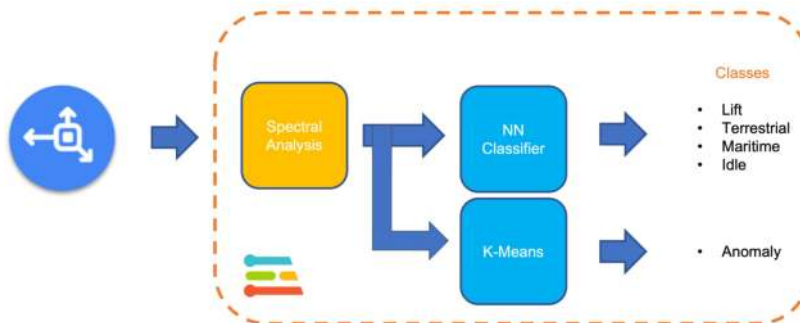 Classes
Spectral
Analysis
NN
Classifier
• Lift
• Terrestrial
• Maritime
• Idle
K-Means
• Anomaly